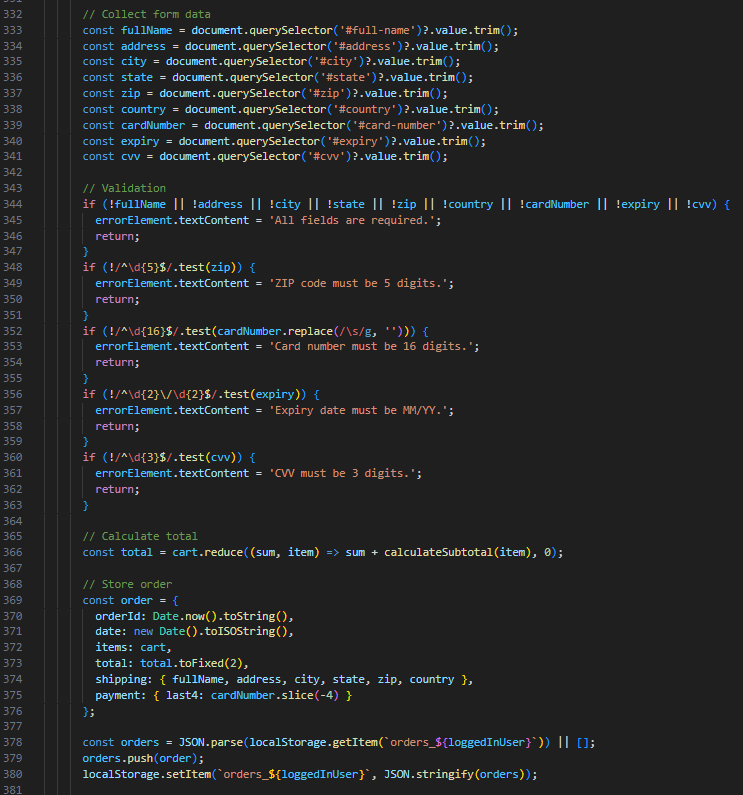 332 // Collect form data
333 const fullName = document.querySelector('#full-name')?.value.trim();
334 const address = document.querySelector('#address')?.value.trim();
335 const city = document.querySelector('#city')?.value.trim();
336 const state = document.querySelector('#state')?.value.trim();
337 const zip = document.querySelector('#zip')?.value.trim();
338 const country = document.querySelector('#country')?.value.trim();
339 const cardNumber = document.querySelector('#card-number')?.value.trim();
340 const expiry = document.querySelector('#expiry')?.value.trim();
341 const cvv = document.querySelector('#cvv')?.value.trim();
342
343 // Validation
344 if (!fullName || !address || !city || !state || !zip || !country || !cardNumber || !expiry || !cvv) {
345   errorElement.textContent = 'All fields are required.';
346   return;
347 }
348 if (!/^\d{5}$/.test(zip)) {
349   errorElement.textContent = 'ZIP code must be 5 digits.';
350   return;
351 }
352 if (!/^\d{16}$/.test(cardNumber.replace(/\s/g, ''))) {
353   errorElement.textContent = 'Card number must be 16 digits.';
354   return;
355 }
356 if (!/^\d{2}\/\d{2}$/.test(expiry)) {
357   errorElement.textContent = 'Expiry date must be MM/YY.';
358   return;
359 }
360 if (!/^\d{3}$/.test(cvv)) {
361   errorElement.textContent = 'CVV must be 3 digits.';
362   return;
363 }
364
365 // Calculate total
366 const total = cart.reduce((sum, item) => sum + calculateSubtotal(item), 0);
367
368 // Store order
369 const order = {
370   orderId: Date.now().toString(),
371   date: new Date().toISOString(),
372   items: cart,
373   total: total.toFixed(2),
374   shipping: { fullName, address, city, state, zip, country },
375   payment: { last4: cardNumber.slice(-4) }
376 };
377
378 const orders = JSON.parse(localStorage.getItem(`orders_${loggedInUser}`)) || [];
379 orders.push(order);
380 localStorage.setItem(`orders_${loggedInUser}`, JSON.stringify(orders));
381